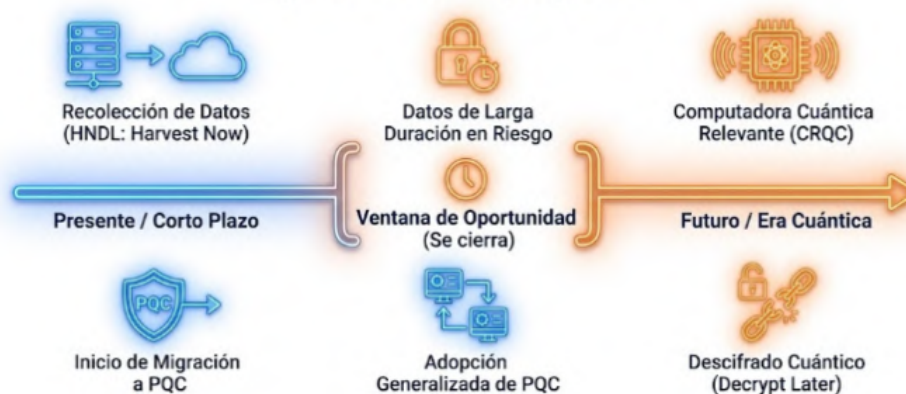 Recolección de Datos
(HNDL: Harvest Now)
Datos de Larga
Duración en Riesgo
Computadora Cuántica
Relevante (CRQC)
Presente / Corto Plazo
Ventana de Oportunidad
(Se cierra)
Futuro / Era Cuántica
PQC
Inicio de Migración
a PQC
Adopción
Generalizada de PQC
Descifrado Cuántico
(Decrypt Later)